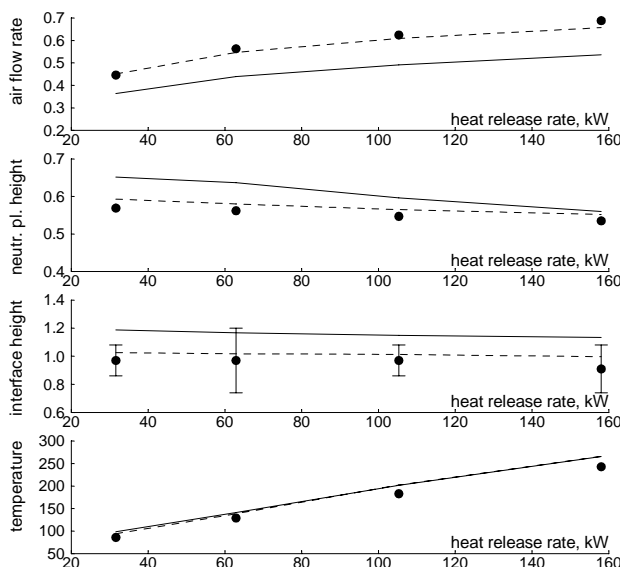 0.7
0.6
0.5
0.4
0.3
0.2
air flow rate
heat release rate, kW
20 40 60 80 100 120 140 160
0.7
0.6
0.5
0.4
neutr. pl. height
heat release rate, kW
20 40 60 80 100 120 140 160
1.4
1.2
1.0
0.8
0.6
interface height
heat release rate, kW
20 40 60 80 100 120 140 160
300
250
200
150
100
50
temperature
heat release rate, kW
20 40 60 80 100 120 140 160